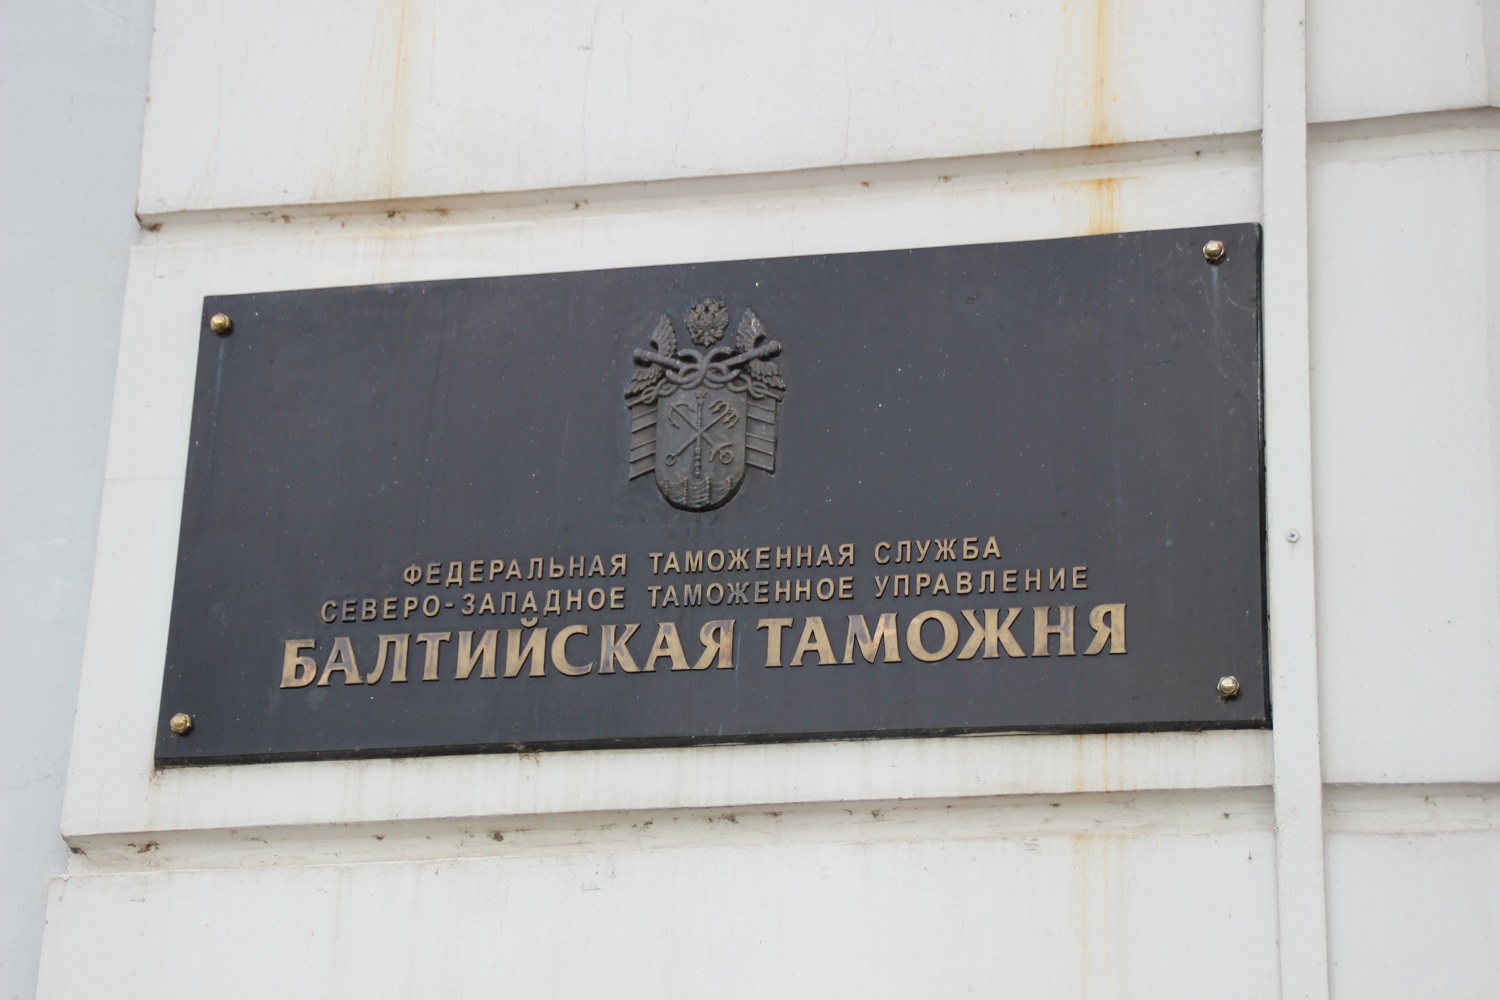 ФЕДЕРАЛЬНАЯ ТАМОЖЕННАЯ СЛУЖБА
СЕВЕРО-ЗАПАДНОЕ ТАМОЖЕННОЕ УПРАВЛЕНИЕ
БАЛТИЙСКАЯ ТАМОЖНЯ